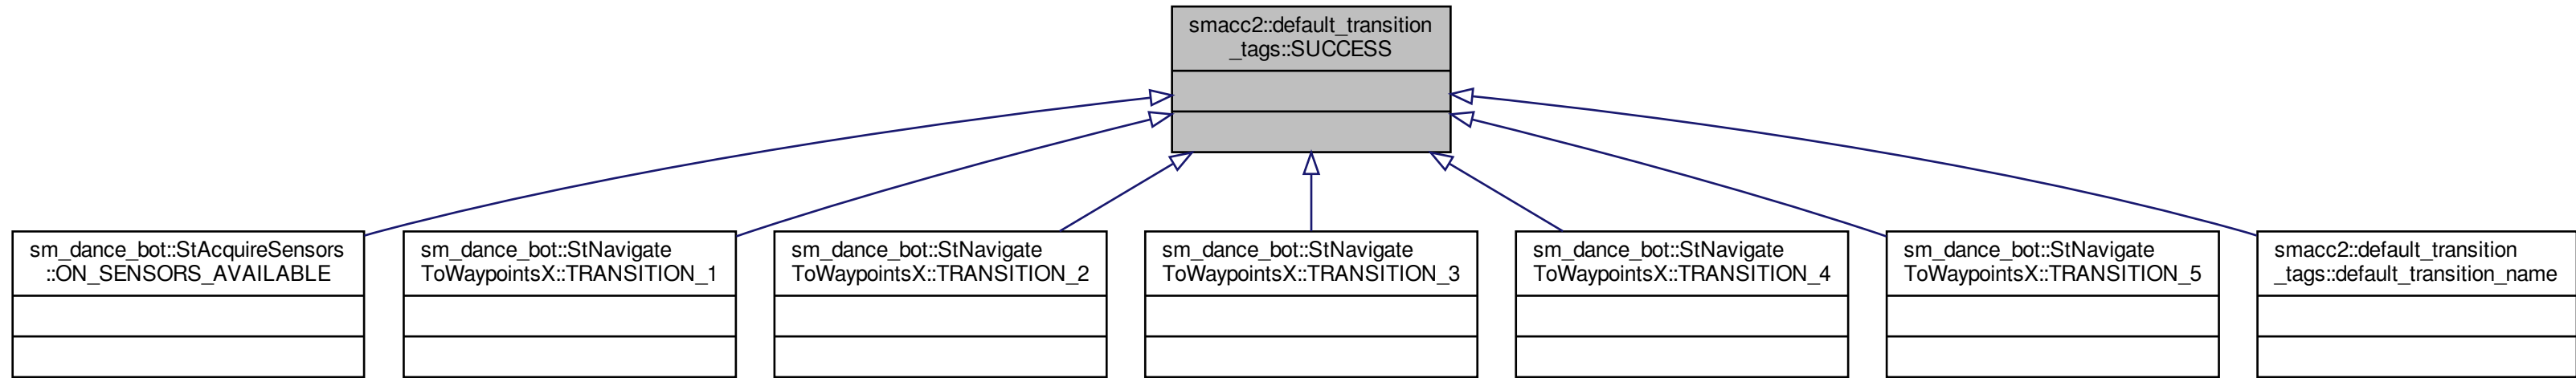 smacc2::default_transition
_tags::SUCCESS
sm_dance_bot::StAcquireSensors
::ON_SENSORS_AVAILABLE
sm_dance_bot::StNavigate
ToWaypointsX::TRANSITION_1
sm_dance_bot::StNavigate
ToWaypointsX::TRANSITION_2
sm_dance_bot::StNavigate
ToWaypointsX::TRANSITION_3
sm_dance_bot::StNavigate
ToWaypointsX::TRANSITION_4
sm_dance_bot::StNavigate
ToWaypointsX::TRANSITION_5
smacc2::default_transition
_tags::default_transition_name